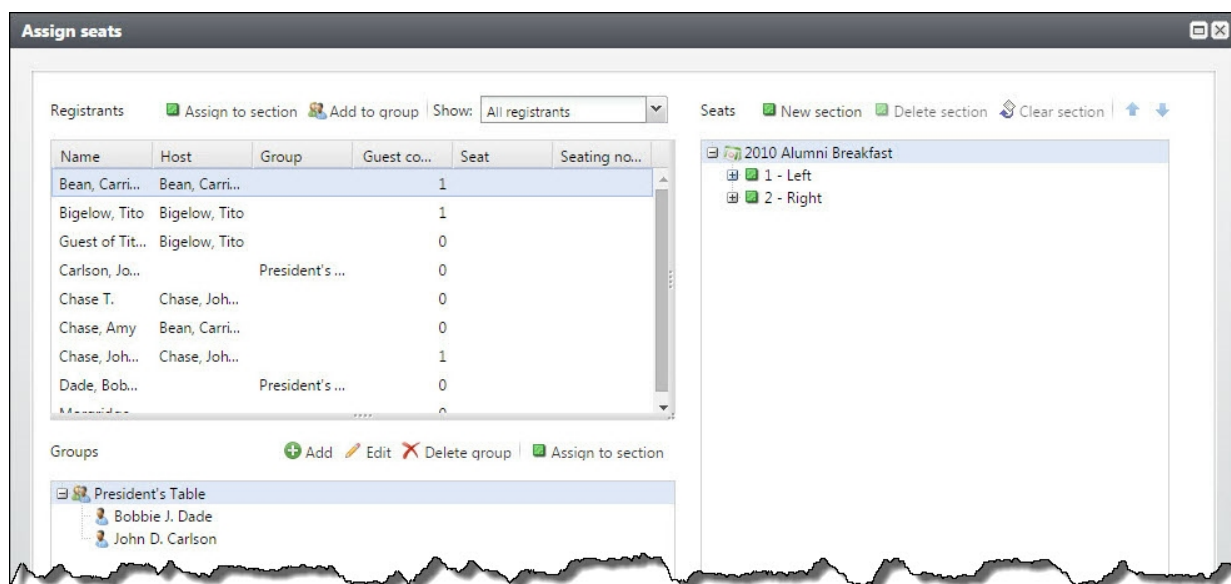 Assign seats
Registrants Assign to section Add to group Show: All registrants
Name Host Group Guest co... Seat Seating no...
Bean, Carri... Bean, Carri... 1
Bigelow, Tito Bigelow, Tito 1
Guest of Tit... Bigelow, Tito 0
Carlson, Jo... President's ... 0
Chase T. Chase, Joh... 0
Chase, Amy Bean, Carri... 0
Chase, Joh... Chase, Joh... 1
Dade, Bob... President's ... 0
Groups Add Edit Delete group Assign to section
President's Table
Bobbie J. Dade
John D. Carlson
Seats New section Delete section Clear section
2010 Alumni Breakfast
1 - Left
2 - Right